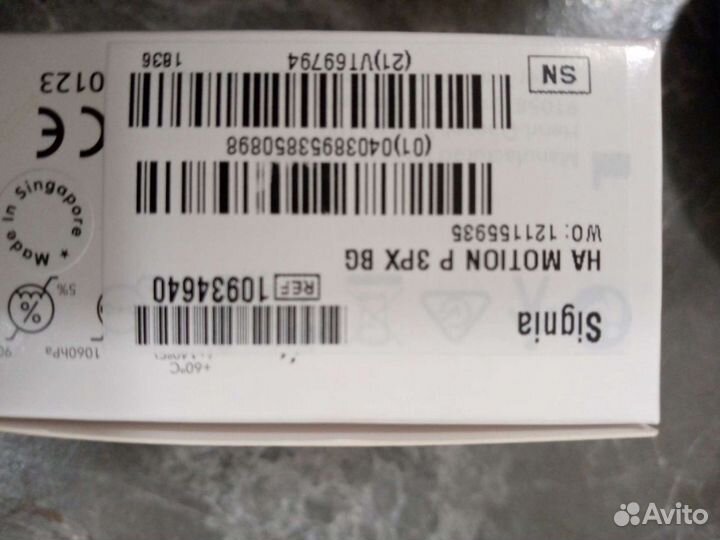 +60°C
Signia
REF 10934640
HA MOTION P 3PX BG
WO: 121155935
(01)04038953850898
SN
(21)VT69794
1836
1060hPa
%
5%
★ Made in Singapore
CE
0123
Avito